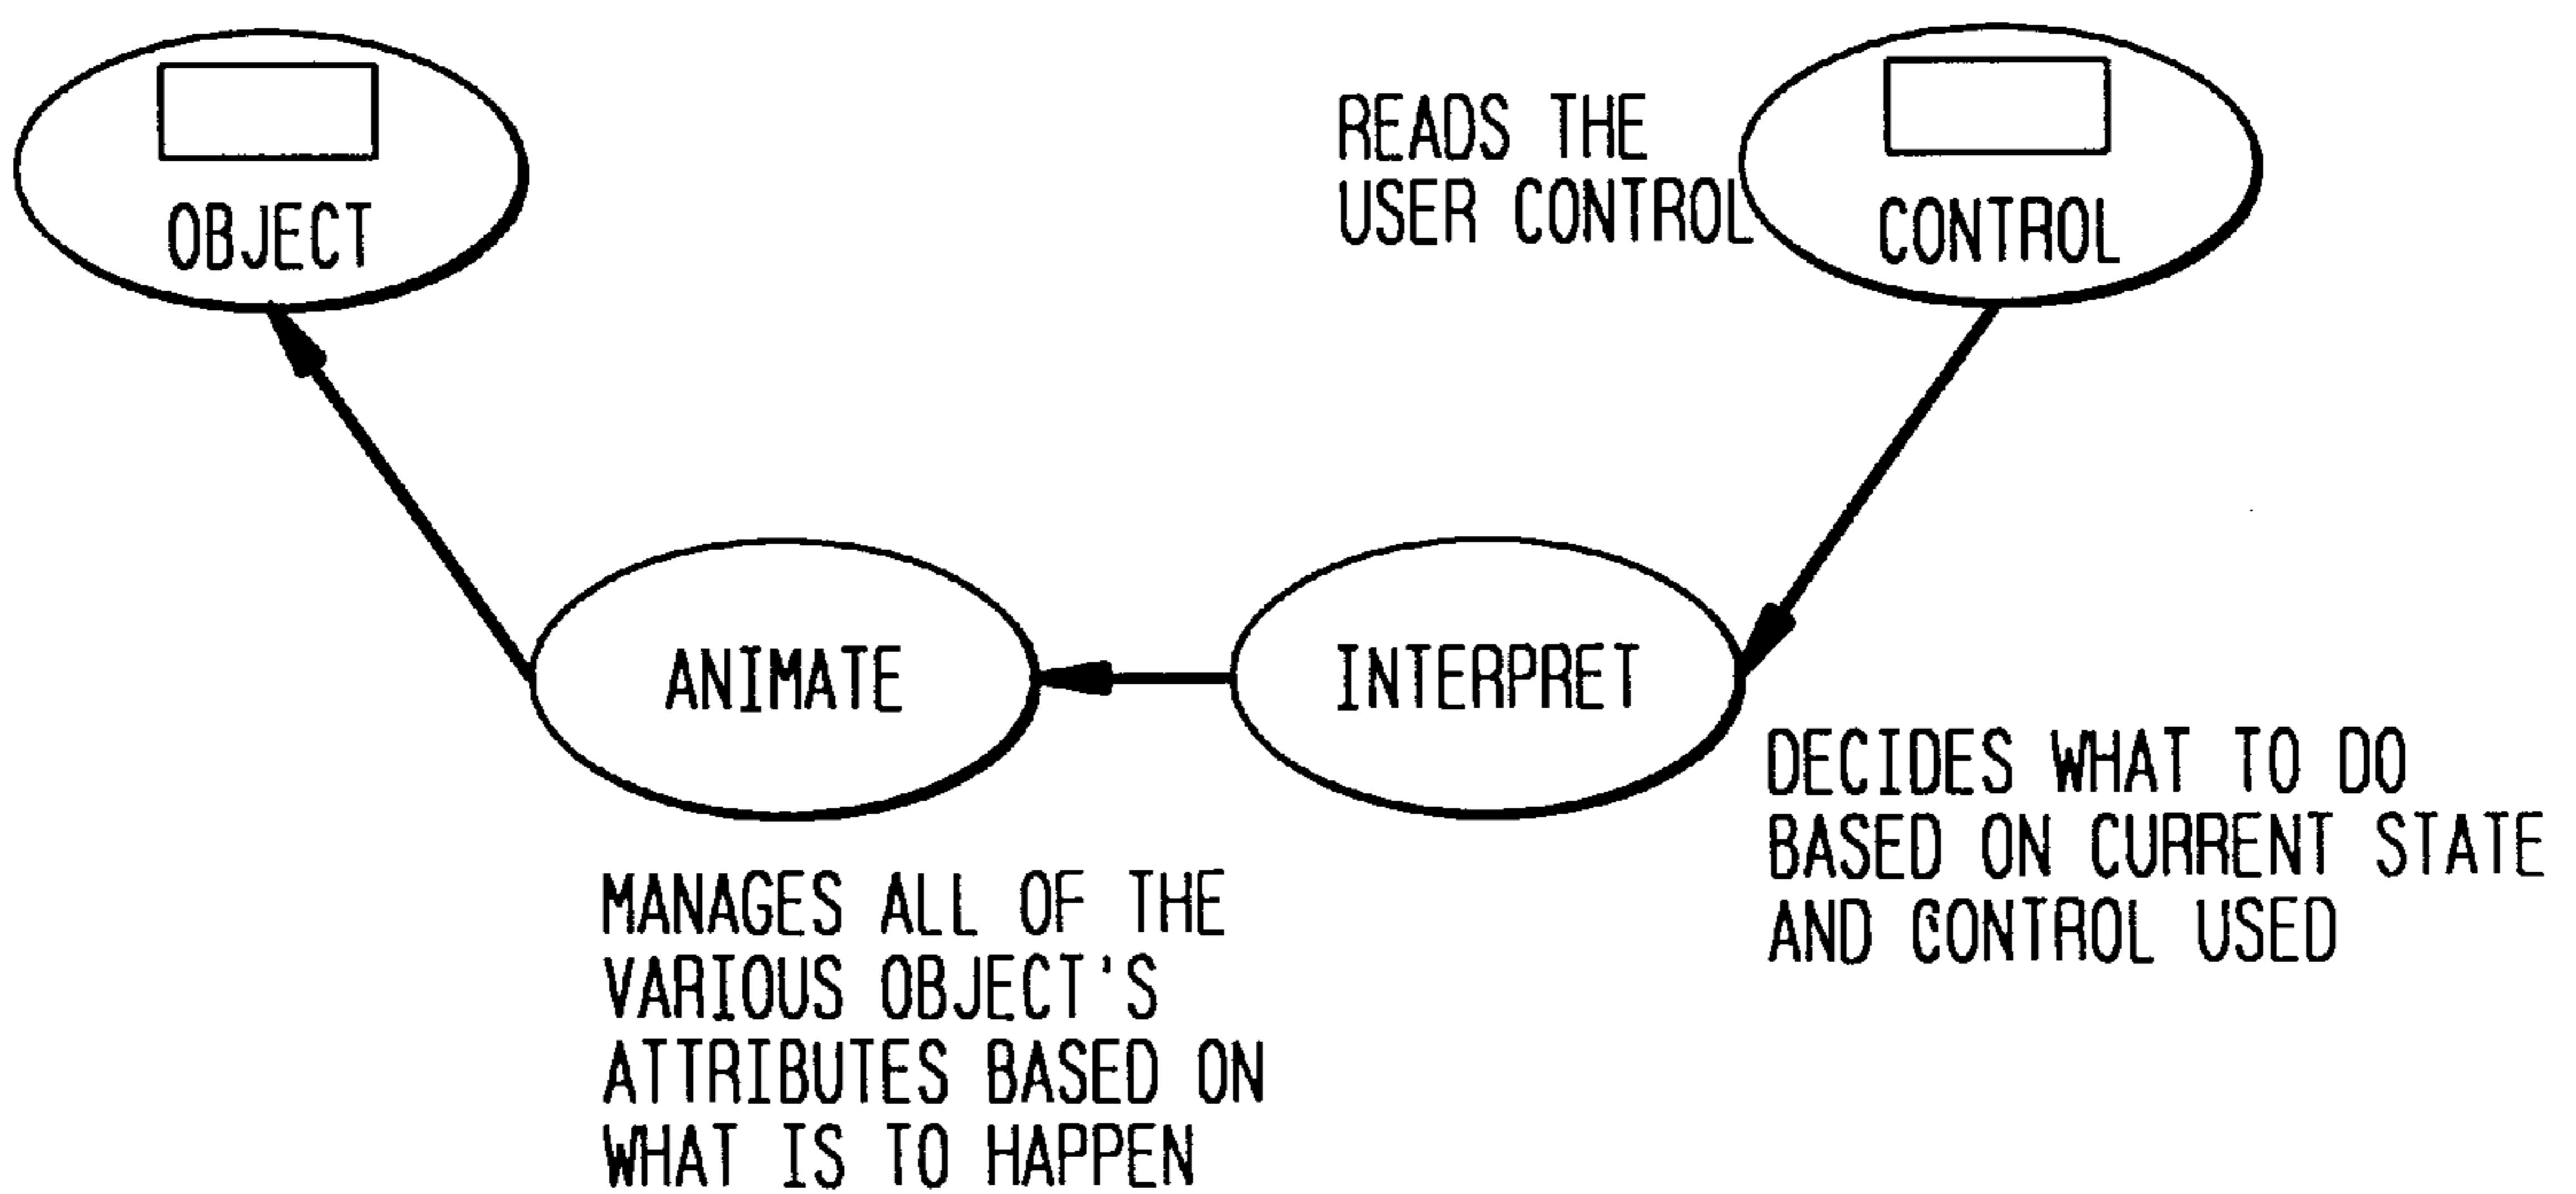 OBJECT
READS THE
USER CONTROL
CONTROL
ANIMATE
INTERPRET
DECIDES WHAT TO DO
BASED ON CURRENT STATE
AND CONTROL USED
MANAGES ALL OF THE
VARIOUS OBJECT'S
ATTRIBUTES BASED ON
WHAT IS TO HAPPEN